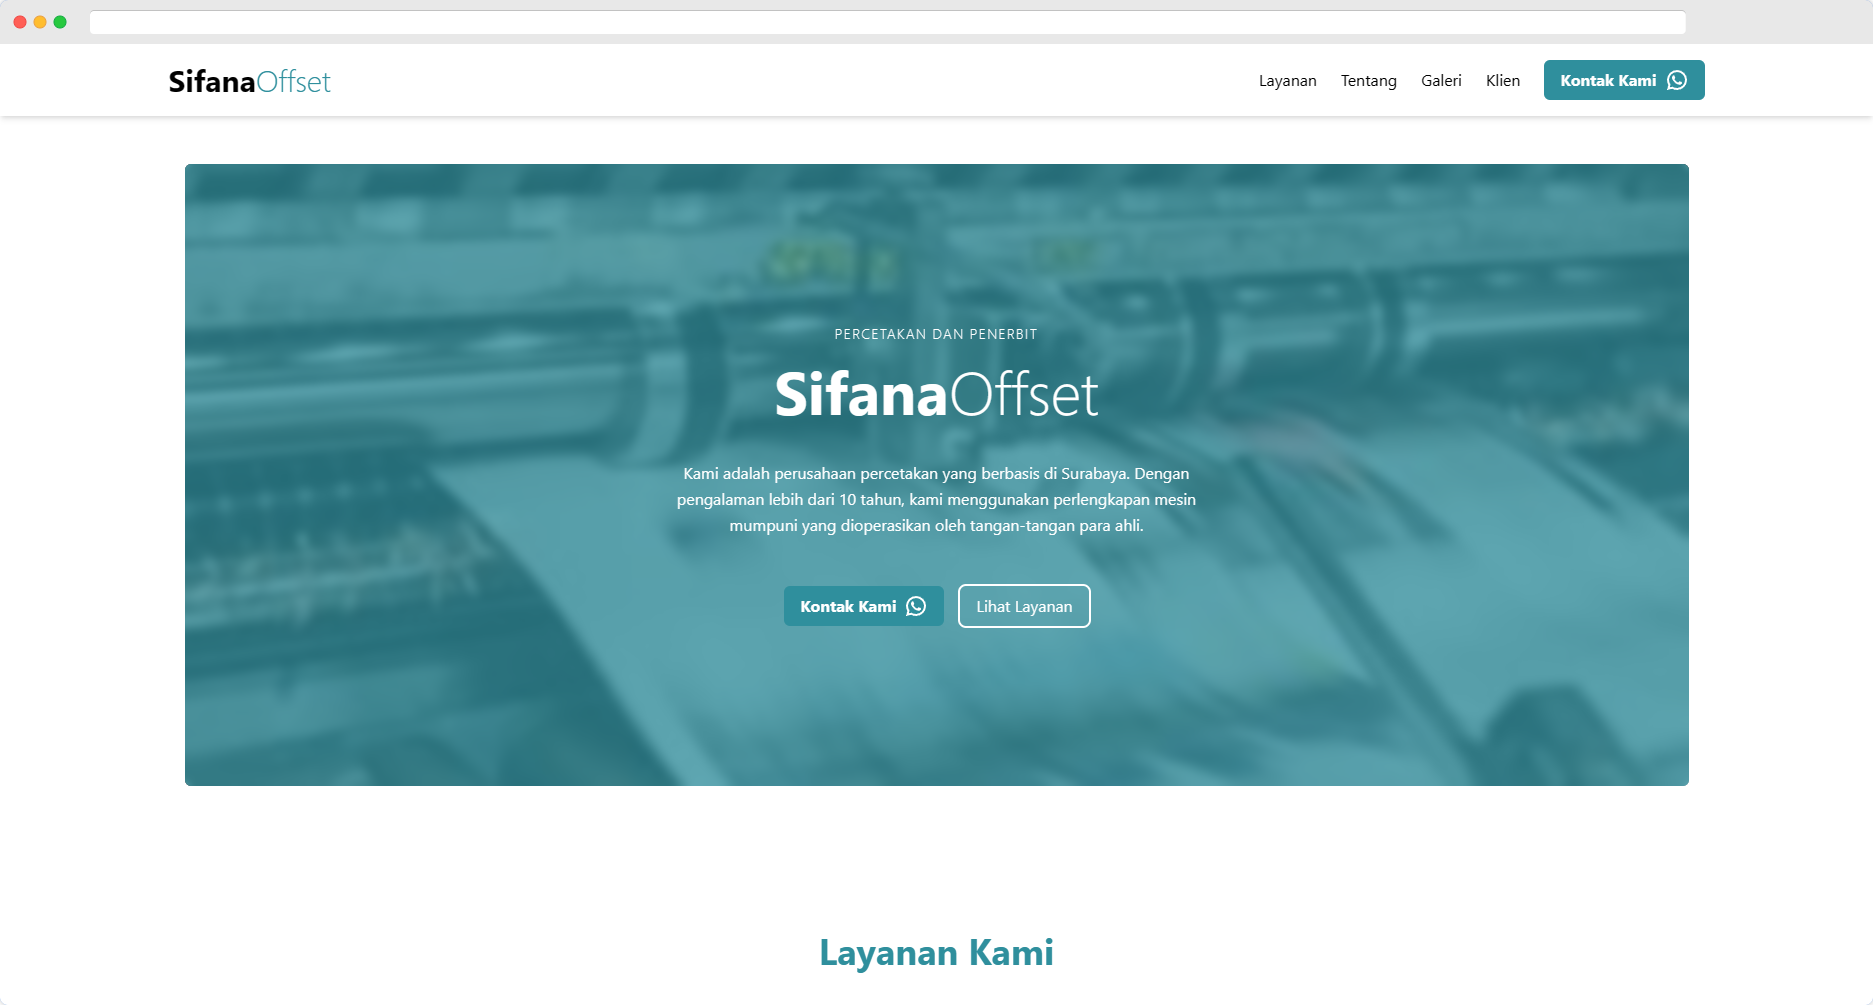 SifanaOffset
Layanan Tentang Galeri Klien Kontak Kami
PERCETAKAN DAN PENERBIT
SifanaOffset
Kami adalah perusahaan percetakan yang berbasis di Surabaya. Dengan
pengalaman lebih dari 10 tahun, kami menggunakan perlengkapan mesin
mumpuni yang dioperasikan oleh tangan-tangan para ahli.
Kontak Kami Lihat Layanan
Layanan Kami